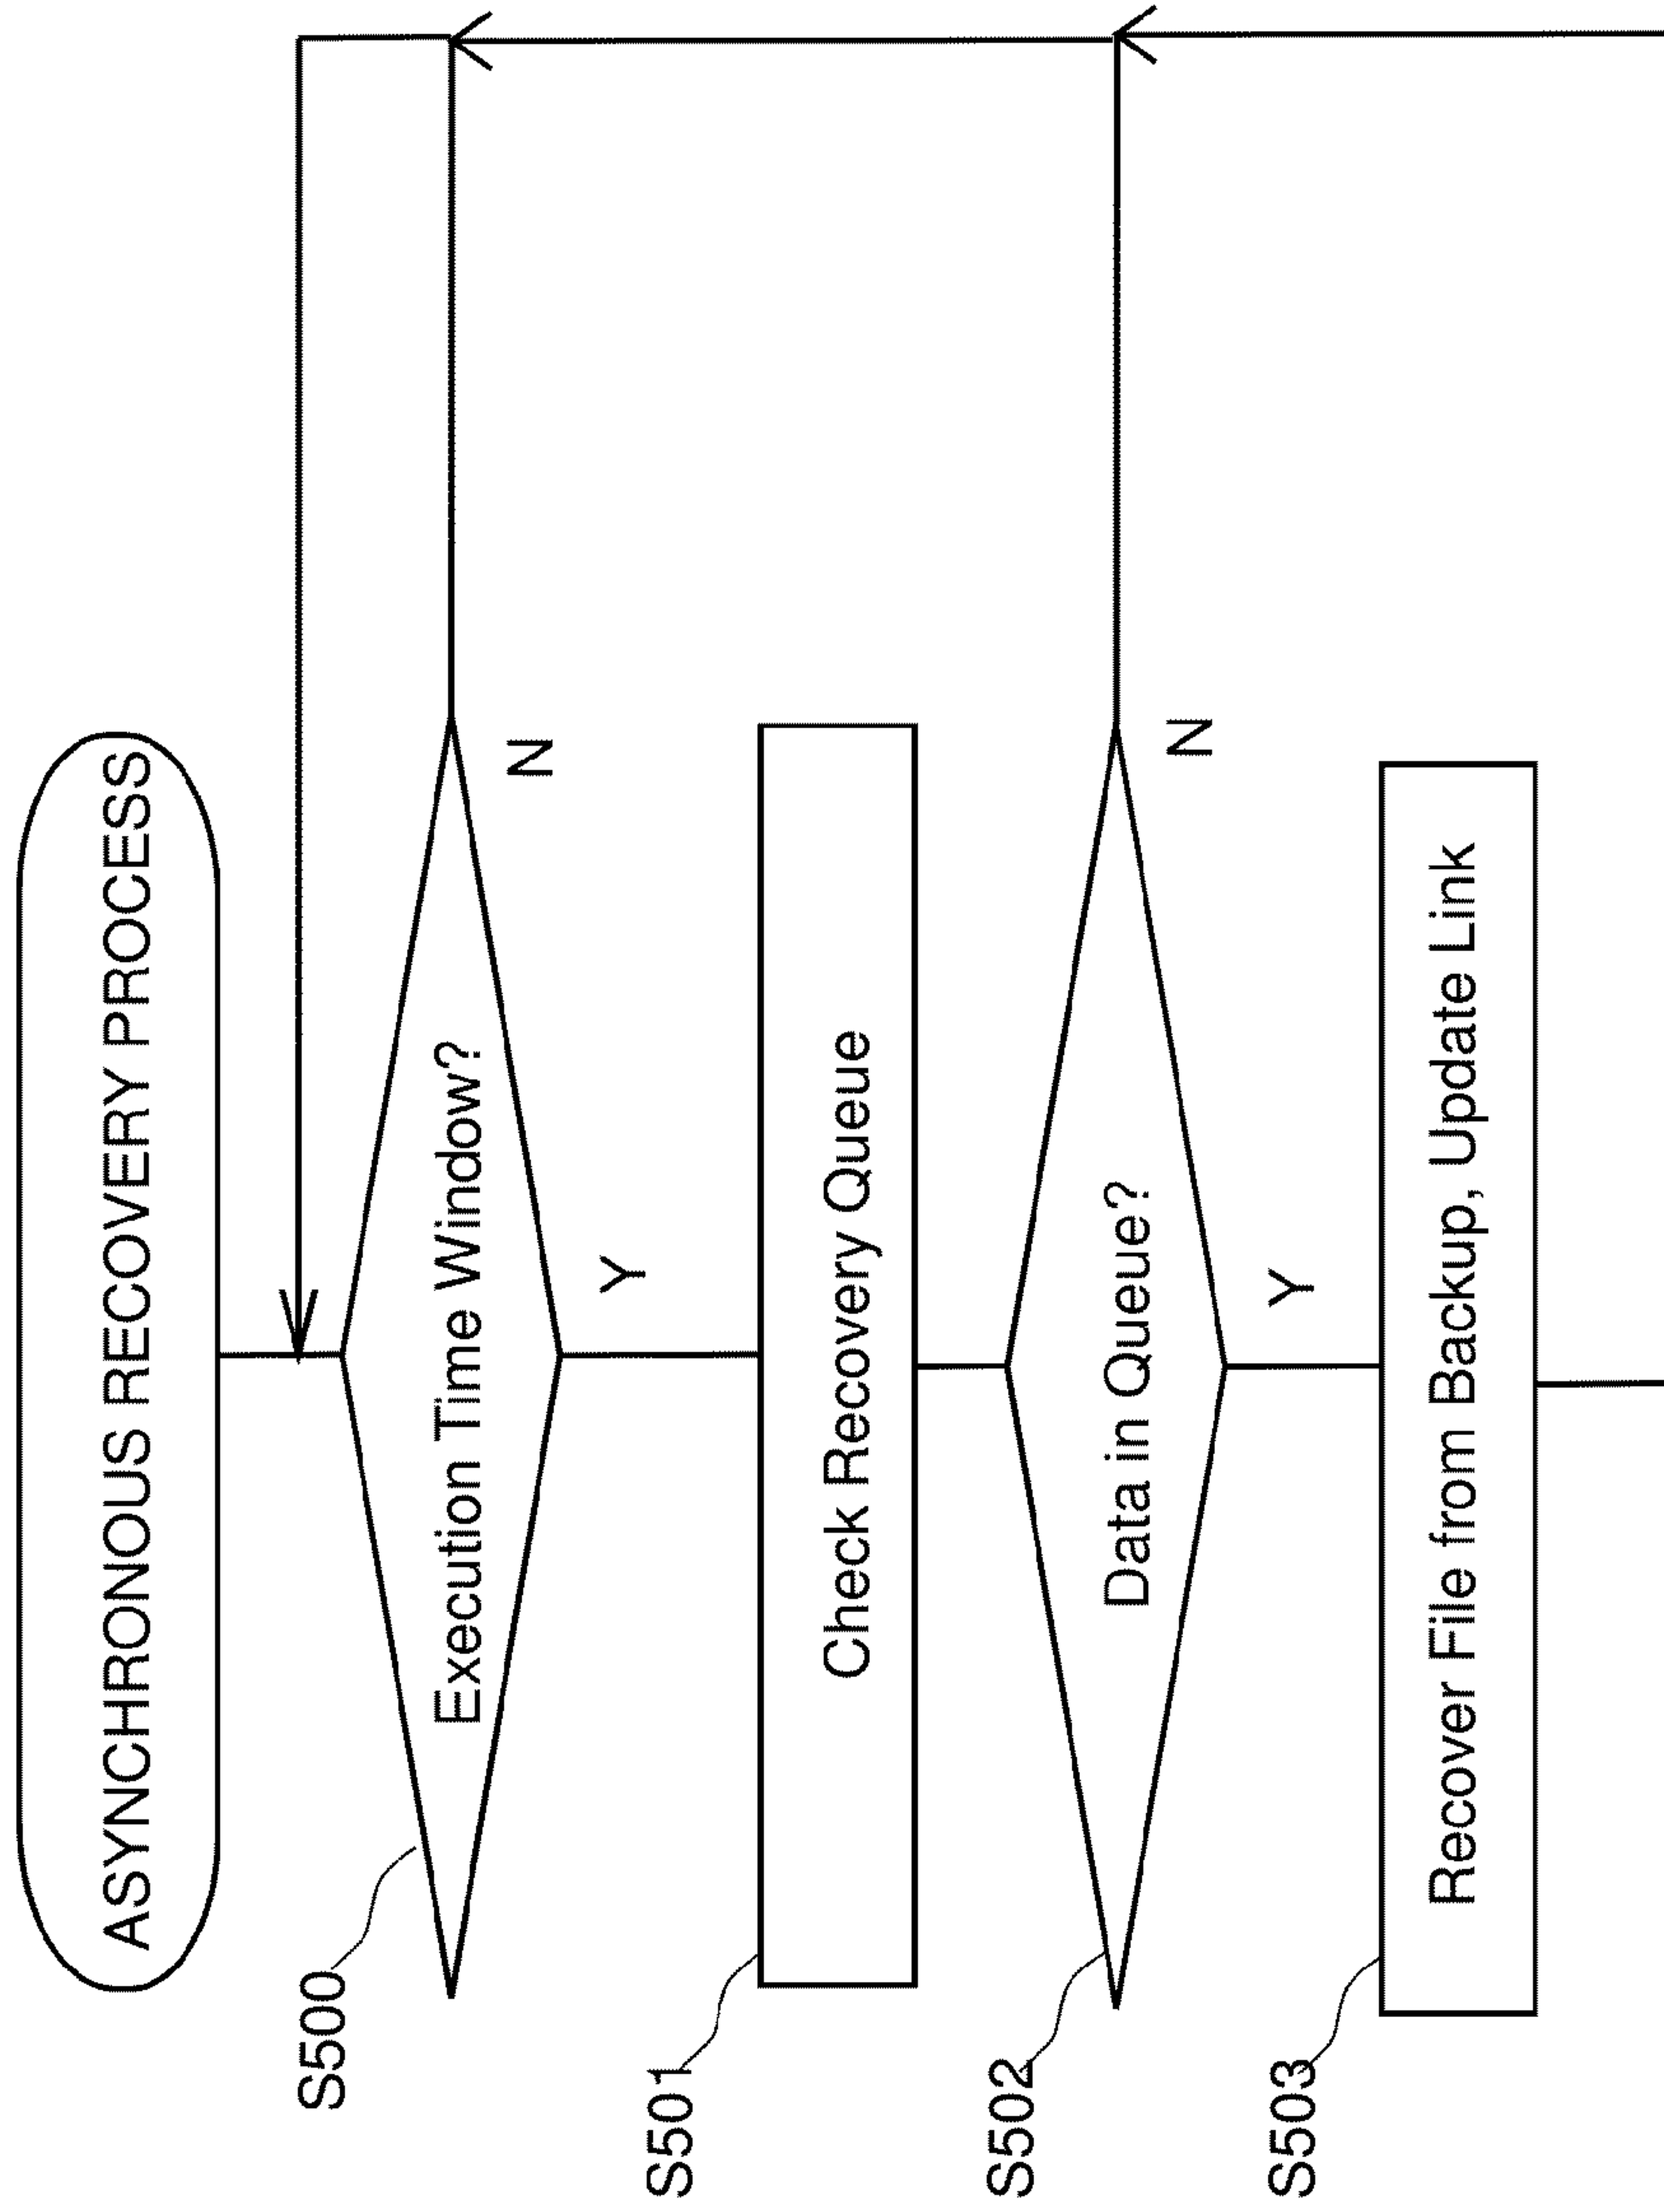 ASYNCHRONOUS RECOVERY PROCESS
S500
Execution Time Window?
N
Y
S501
Check Recovery Queue
S502
Data in Queue?
N
Y
S503
Recover File from Backup, Update Link